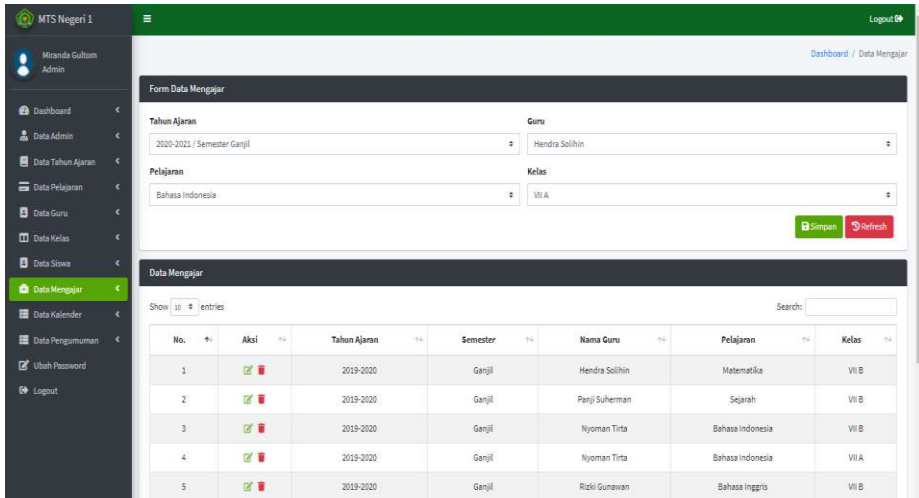 MTS Negeri 1
Logout
Miranda Gultom
Admin
Dashboard
Data Admin
Data Tahun Ajaran
Data Pelajaran
Data Guru
Data Kelas
Data Siswa
Data Mengajar
Data Kalender
Data Pengumuman
Ubah Password
Logout
Dashboard / Data Mengajar
Form Data Mengajar
Tahun Ajaran Guru
2020-2021 / Semester Ganjil Hendra Solihin
Pelajaran Kelas
Bahasa Indonesia VII A
Simpan Refresh
Data Mengajar
Show 10 entries Search:
No. Aksi Tahun Ajaran Semester Nama Guru Pelajaran Kelas
1 2019-2020 Ganjil Hendra Solihin Matematika VII B
2 2019-2020 Ganjil Panji Suherman Sejarah VII B
3 2019-2020 Ganjil Nyoman Tirta Bahasa Indonesia VII B
4 2019-2020 Ganjil Nyoman Tirta Bahasa Indonesia VII A
5 2019-2020 Ganjil Rizki Gunawan Bahasa Inggris VII B